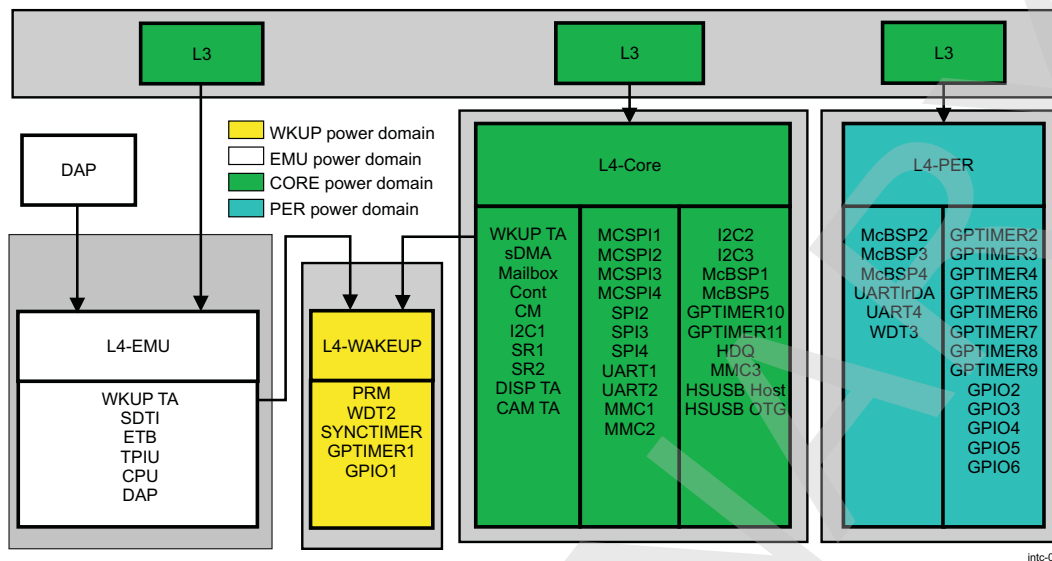 L3
L3
L3
WKUP power domain
EMU power domain
CORE power domain
PER power domain
DAP
L4-EMU
WKUP TA
SDTI
ETB
TPIU
CPU
DAP
L4-WAKEUP
PRM
WDT2
SYNCTIMER
GPTIMER1
GPIO1
L4-Core
WKUP TA
sDMA
Mailbox
Cont
CM
I2C1
SR1
SR2
DISP TA
CAM TA
MCSPI1
MCSPI2
MCSPI3
MCSPI4
SPI2
SPI3
SPI4
UART1
UART2
MMC1
MMC2
I2C2
I2C3
McBSP1
McBSP5
GPTIMER10
GPTIMER11
HDQ
MMC3
HSUSB Host
HSUSB OTG
L4-PER
McBSP2
McBSP3
McBSP4
UARTIrDA
UART4
WDT3
GPTIMER2
GPTIMER3
GPTIMER4
GPTIMER5
GPTIMER6
GPTIMER7
GPTIMER8
GPTIMER9
GPIO2
GPIO3
GPIO4
GPIO5
GPIO6